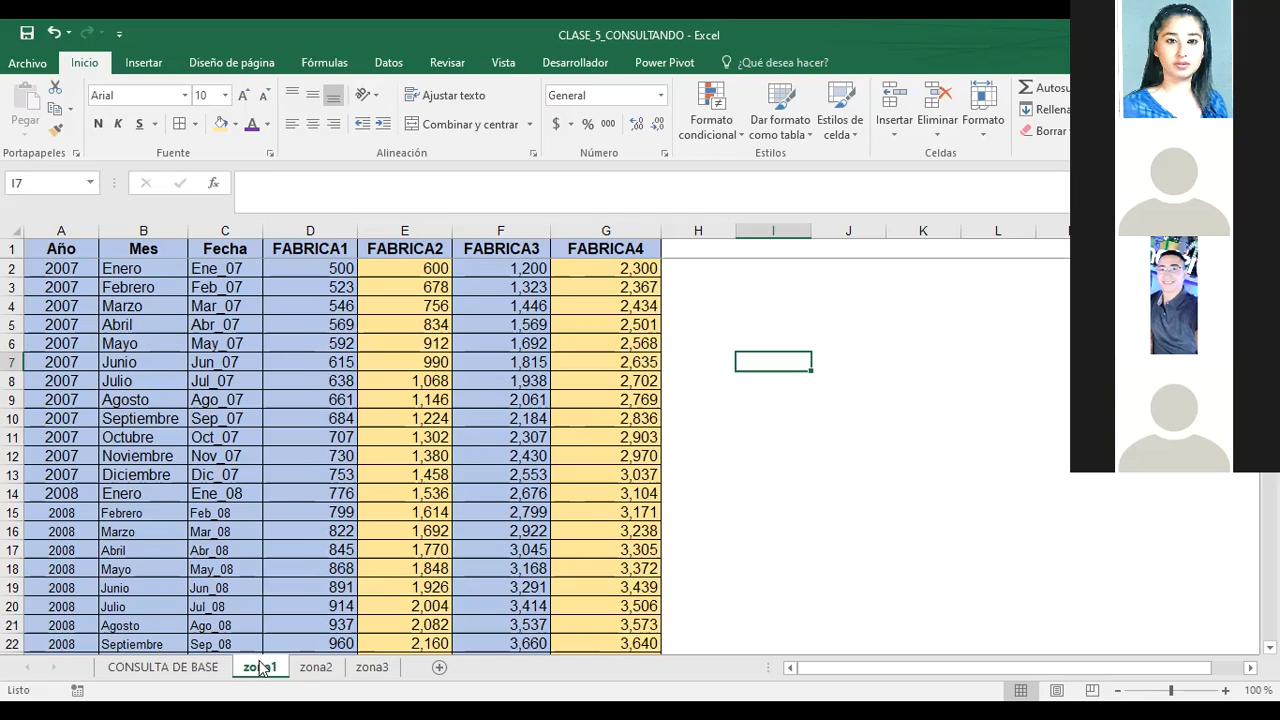 CLASE_5_CONSULTANDO - Excel
Archivo Inicio Insertar Diseño de página Fórmulas Datos Revisar Vista Desarrollador Power Pivot ¿Qué desea hacer?
Pegar
Arial 10 A A
N K S A
Ajustar texto
Combinar y centrar
General
$ % 000
Formato condicional
Dar formato como tabla
Estilos de celda
Insertar Eliminar Formato
Autosu
Rellena
Borrar
Portapapeles Fuente Alineación Número Estilos Celdas
I7 fx
A B C D E F G H I J K L
1 Año Mes Fecha FABRICA1 FABRICA2 FABRICA3 FABRICA4
2 2007 Enero Ene_07 500 600 1,200 2,300
3 2007 Febrero Feb_07 523 678 1,323 2,367
4 2007 Marzo Mar_07 546 756 1,446 2,434
5 2007 Abril Abr_07 569 834 1,569 2,501
6 2007 Mayo May_07 592 912 1,692 2,568
7 2007 Junio Jun_07 615 990 1,815 2,635
8 2007 Julio Jul_07 638 1,068 1,938 2,702
9 2007 Agosto Ago_07 661 1,146 2,061 2,769
10 2007 Septiembre Sep_07 684 1,224 2,184 2,836
11 2007 Octubre Oct_07 707 1,302 2,307 2,903
12 2007 Noviembre Nov_07 730 1,380 2,430 2,970
13 2007 Diciembre Dic_07 753 1,458 2,553 3,037
14 2008 Enero Ene_08 776 1,536 2,676 3,104
15 2008 Febrero Feb_08 799 1,614 2,799 3,171
16 2008 Marzo Mar_08 822 1,692 2,922 3,238
17 2008 Abril Abr_08 845 1,770 3,045 3,305
18 2008 Mayo May_08 868 1,848 3,168 3,372
19 2008 Junio Jun_08 891 1,926 3,291 3,439
20 2008 Julio Jul_08 914 2,004 3,414 3,506
21 2008 Agosto Ago_08 937 2,082 3,537 3,573
22 2008 Septiembre Sep_08 960 2,160 3,660 3,640
CONSULTA DE BASE zona1 zona2 zona3
Listo 100 %